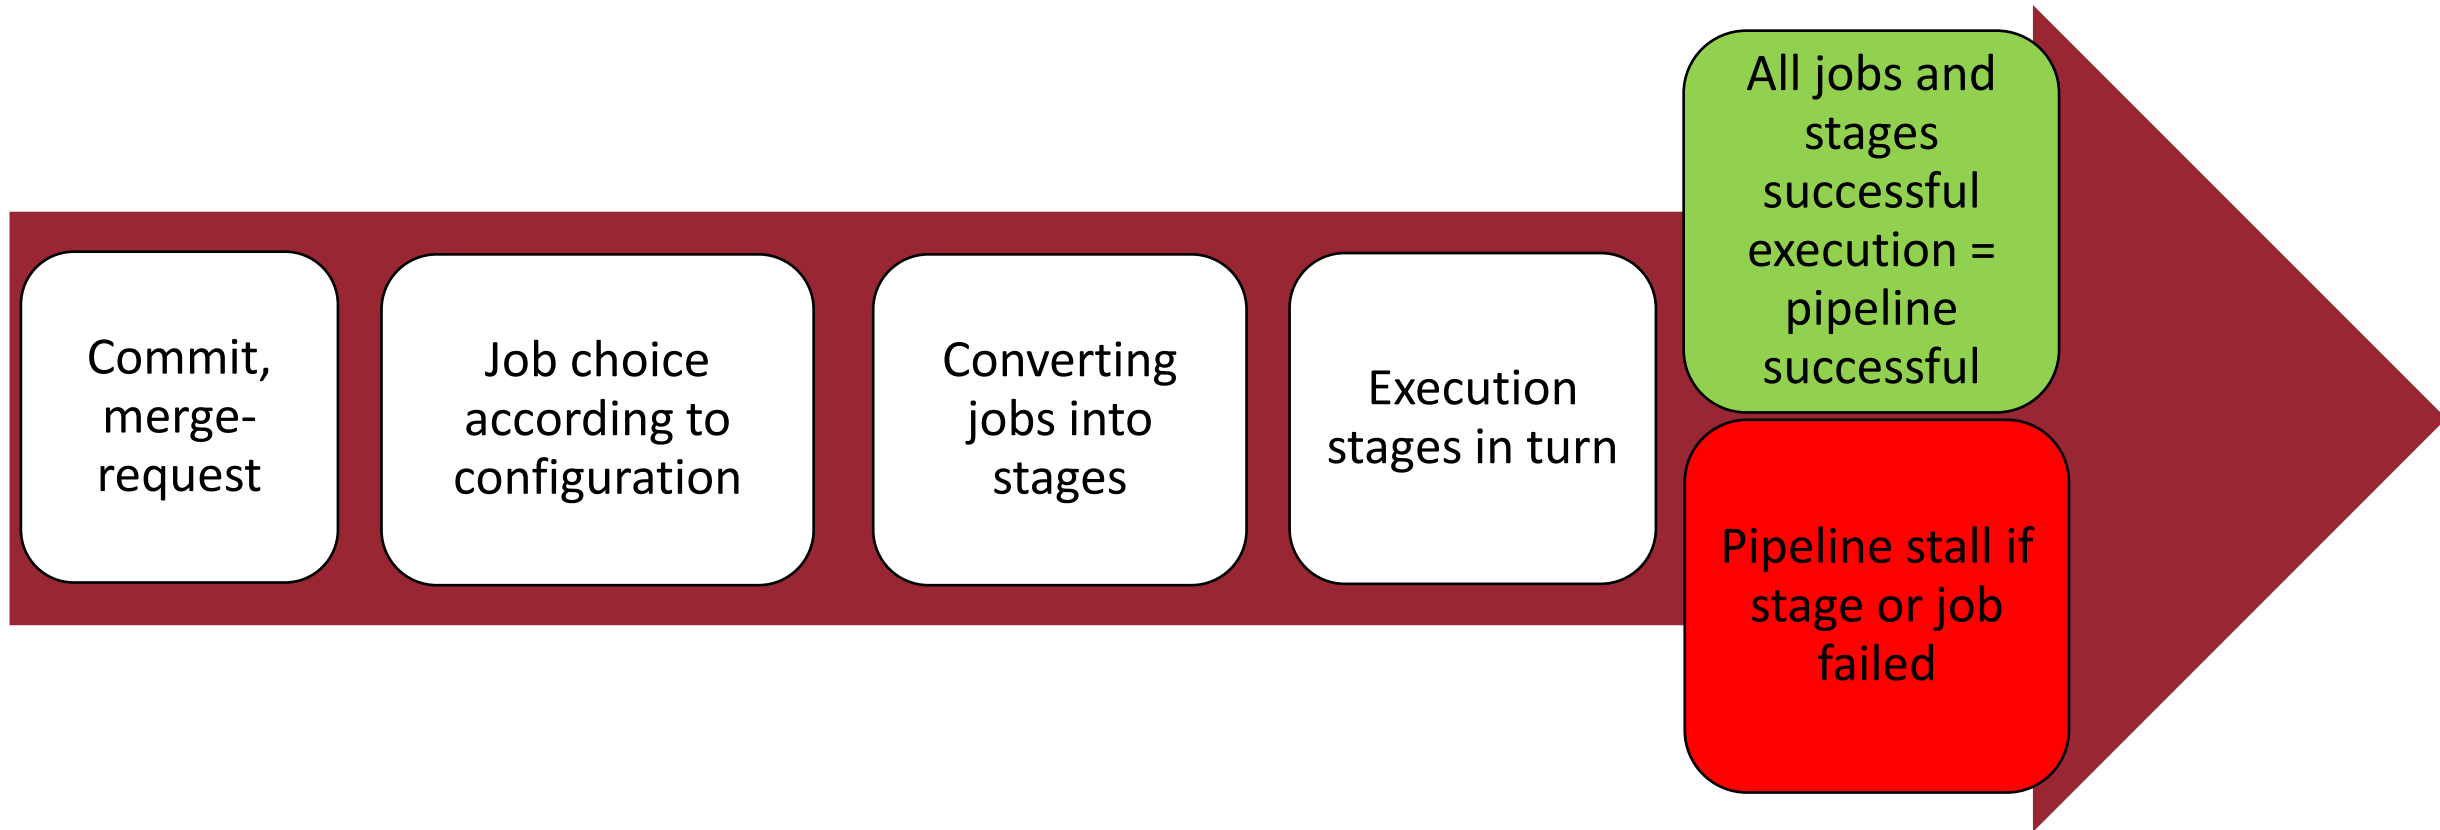 Commit,
merge-
request
Job choice
according to
configuration
Converting
jobs into
stages
Execution
stages in turn
All jobs and
stages
successful
execution =
pipeline
successful
Pipeline stall if
stage or job
failed